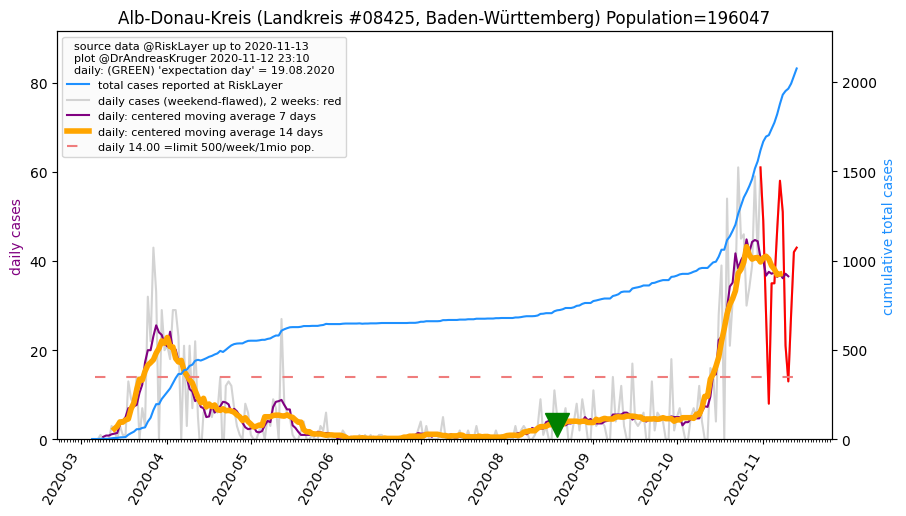 Alb-Donau-Kreis (Landkreis #08425, Baden-Württemberg) Population=196047
source data @RiskLayer up to 2020-11-13
plot @DrAndreasKruger 2020-11-12 23:10
daily: (GREEN) 'expectation day' = 19.08.2020
total cases reported at RiskLayer
daily cases (weekend-flawed), 2 weeks: red
daily: centered moving average 7 days
daily: centered moving average 14 days
daily 14.00 =limit 500/week/1mio pop.
daily cases
80
60
40
20
0
cumulative total cases
2000
1500
1000
500
0
2020-03
2020-04
2020-05
2020-06
2020-07
2020-08
2020-09
2020-10
2020-11